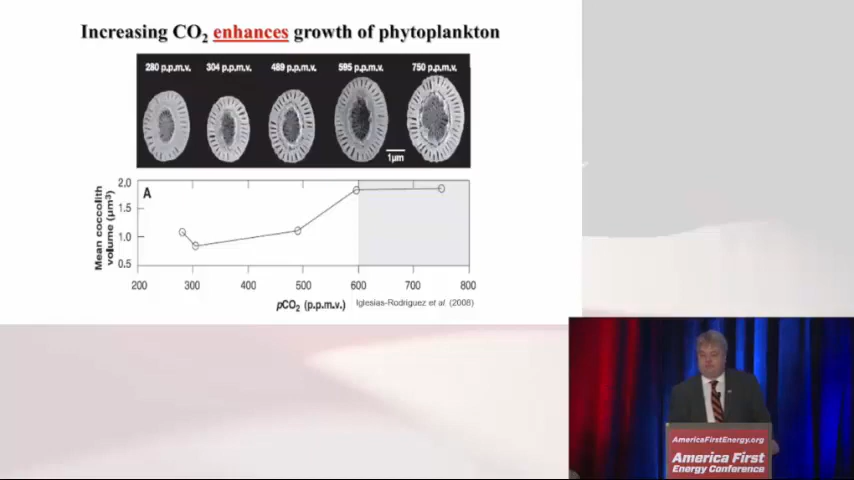 Increasing CO2 enhances growth of phytoplankton
280 p.p.m.v. 304 p.p.m.v. 489 p.p.m.v. 595 p.p.m.v. 750 p.p.m.v.
1µm
A
Mean coccolith
volume (µm³)
2.0
1.5
1.0
0.5
200 300 400 500 600 700 800
pCO2 (p.p.m.v.)
Iglesias-Rodriguez et al. (2008)
AmericaFirstEnergy.org
America First
Energy Conference